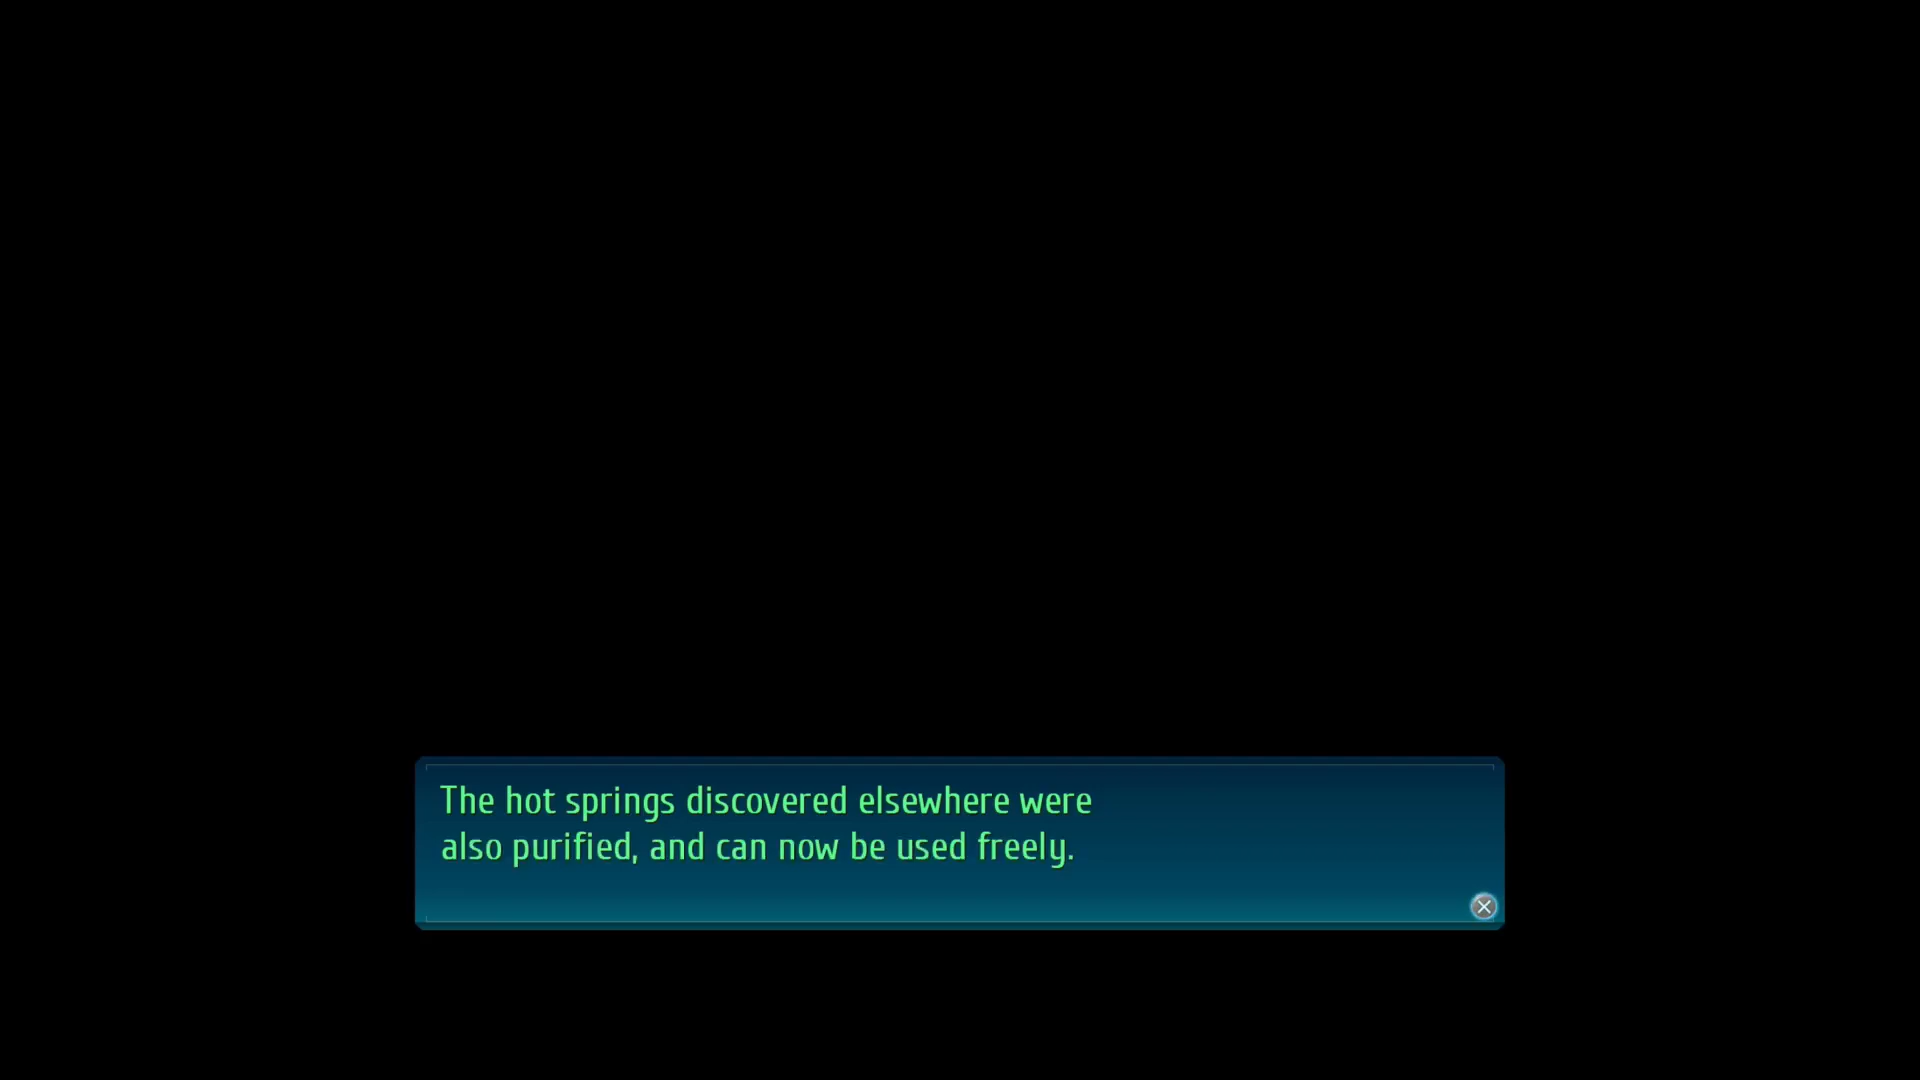 The hot springs discovered elsewhere were
also purified, and can now be used freely.